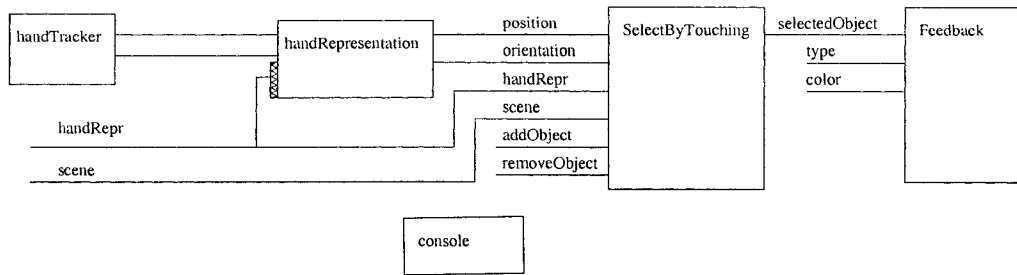 handTracker
handRepresentation
position
orientation
handRepr
scene
addObject
removeObject
SelectByTouching
selectedObject
type
color
Feedback
handRepr
scene
console